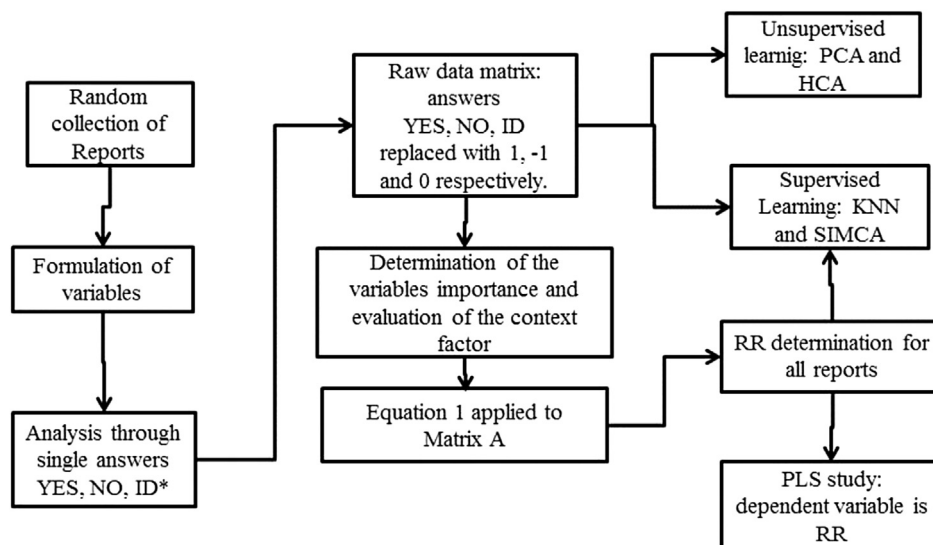 Random
collection of
Reports
Formulation of
variables
Analysis through
single answers
YES, NO, ID*
Raw data matrix:
answers
YES, NO, ID
replaced with 1, -1
and 0 respectively.
Determination of the
variables importance and
evaluation of the context
factor
Equation 1 applied to
Matrix A
Unsupervised
learnig: PCA and
HCA
Supervised
Learning: KNN
and SIMCA
RR determination for
all reports
PLS study:
dependent variable is
RR